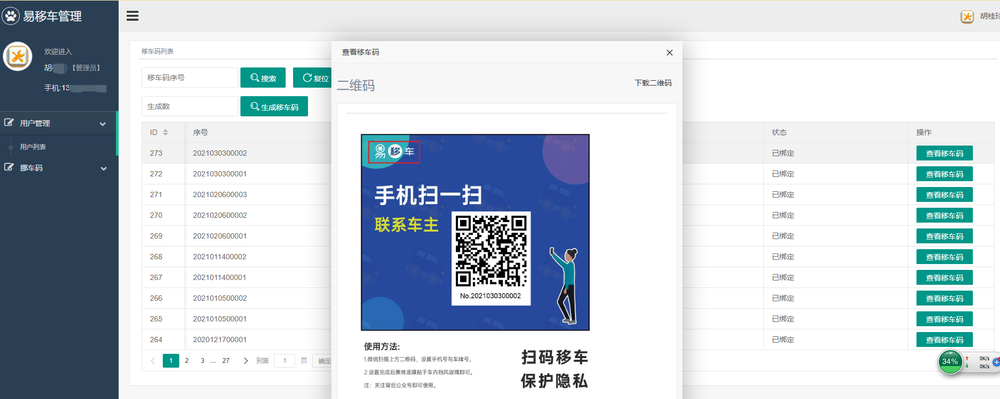 易移车管理
胡桂玲
欢迎进入
胡 【管理员】
手机:13
用户管理
用户列表
挪车码
移车码列表
移车码序号
搜索
复位
生成数
生成移车码
ID 序号 状态 操作
273 2021030300002 已绑定 查看移车码
272 2021030300001 已绑定 查看移车码
271 2021020600003 已绑定 查看移车码
270 2021020600002 已绑定 查看移车码
269 2021020600001 已绑定 查看移车码
268 2021011400002 已绑定 查看移车码
267 2021011400001 已绑定 查看移车码
266 2021010500002 已绑定 查看移车码
265 2021010500001 已绑定 查看移车码
264 2020121700001 已绑定 查看移车码
1 2 3 ... 27 到第 1 页 确定
查看移车码
二维码
下载二维码
易移车
手机扫一扫
联系车主
No.2021030300002
使用方法:
1.微信扫描上方二维码，设置手机号与车牌号。
2.设置完成后撕掉底膜贴于车内挡风玻璃即可。
注：关注背后公众号即可使用。
扫码移车
保护隐私
34%
0K/s
0K/s